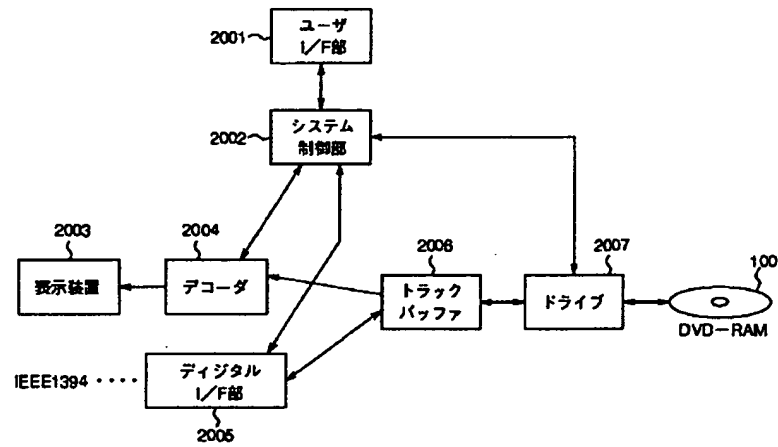 2001
ユーザ
I/F部
2002
システム
制御部
2003
表示装置
2004
デコーダ
2006
トラック
バッファ
2007
ドライブ
100
DVD-RAM
IEEE1394 ････
ディジタル
I/F部
2005